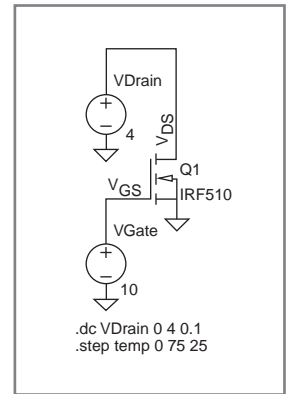 VDrain
+
4
VDS
Q1
VGS
IRF510
VGate
+
10
.dc VDrain 0 4 0.1
.step temp 0 75 25